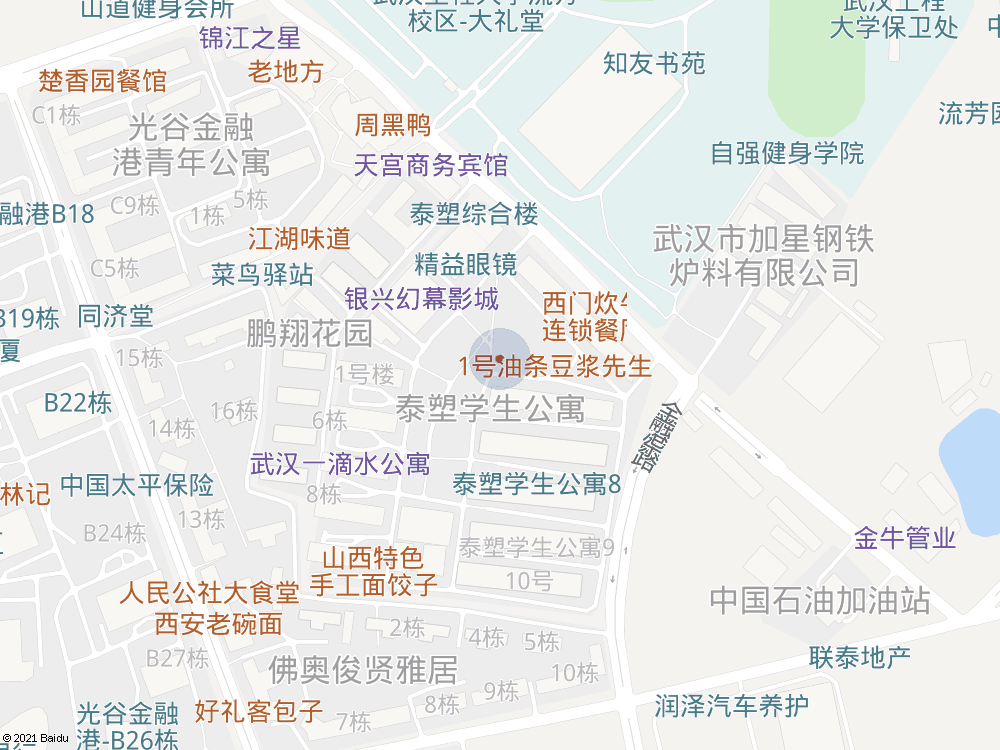 山道健身会所
校区-大礼堂
武汉工程
大学保卫处
锦江之星
知友书苑
楚香园餐馆
老地方
C1栋
周黑鸭
光谷金融
港青年公寓
天宫商务宾馆
自强健身学院
5栋
C9栋
1栋
融港B18
泰塑综合楼
江湖味道
武汉市加星钢铁
炉料有限公司
C5栋
菜鸟驿站
精益眼镜
银兴幻幕影城
西门炊
连锁餐
B19栋
同济堂
鹏翔花园
厦
15栋
1号楼
1号油条豆浆先生
B22栋
16栋
6栋
泰塑学生公寓
14栋
金融港路
武汉一滴水公寓
林记
中国太平保险
8栋
泰塑学生公寓8
13栋
B24栋
山西特色
手工面饺子
泰塑学生公寓9
金牛管业
10号
人民公社大食堂
西安老碗面
中国石油加油站
2栋
4栋
5栋
B27栋
佛奥俊贤雅居
联泰地产
10栋
9栋
8栋
好礼客包子
润泽汽车养护
7栋
光谷金融
港-B26栋
© 2021 Baidu